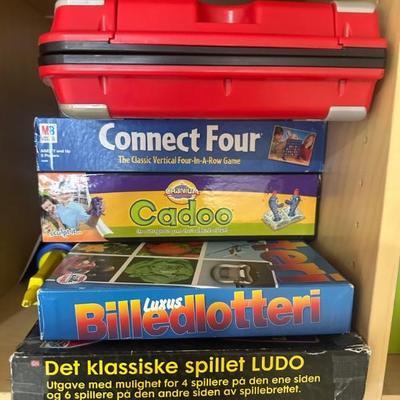 MB
Connect Four
The Classic Vertical Four-In-A-Row Game
CRANIUM
Cadoo
Luxus
Billedlotteri
Det klassiske spillet LUDO
Utgave med mulighet for 4 spillere på den ene siden
og 6 spillere på den andre siden av spillebrettet.